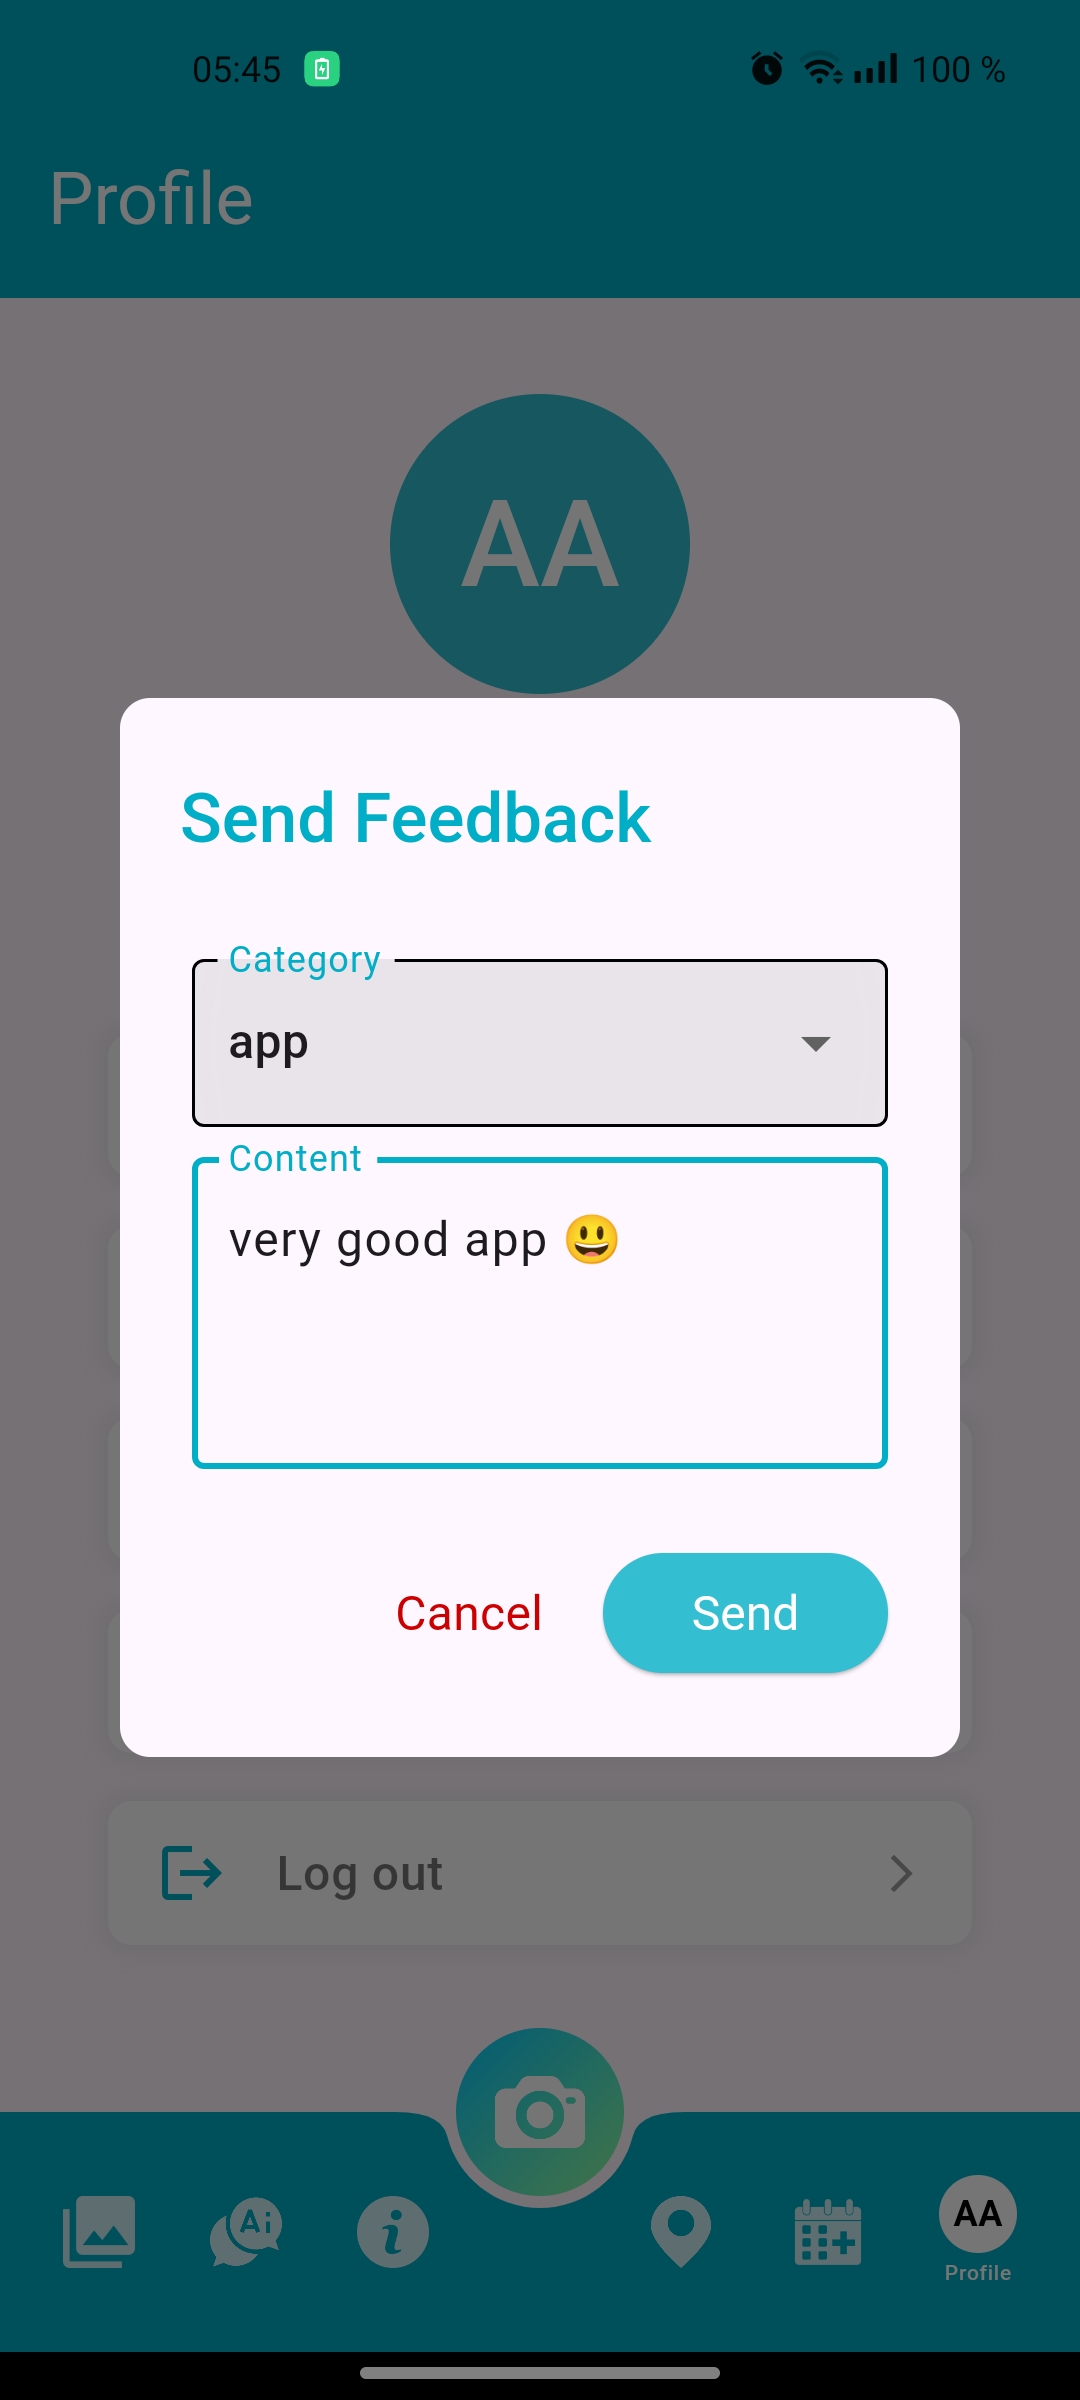 05:45 100 %
Profile
AA
Send Feedback
Category
app
Content
very good app 😃
Cancel Send
Log out
Ai
AA
Profile